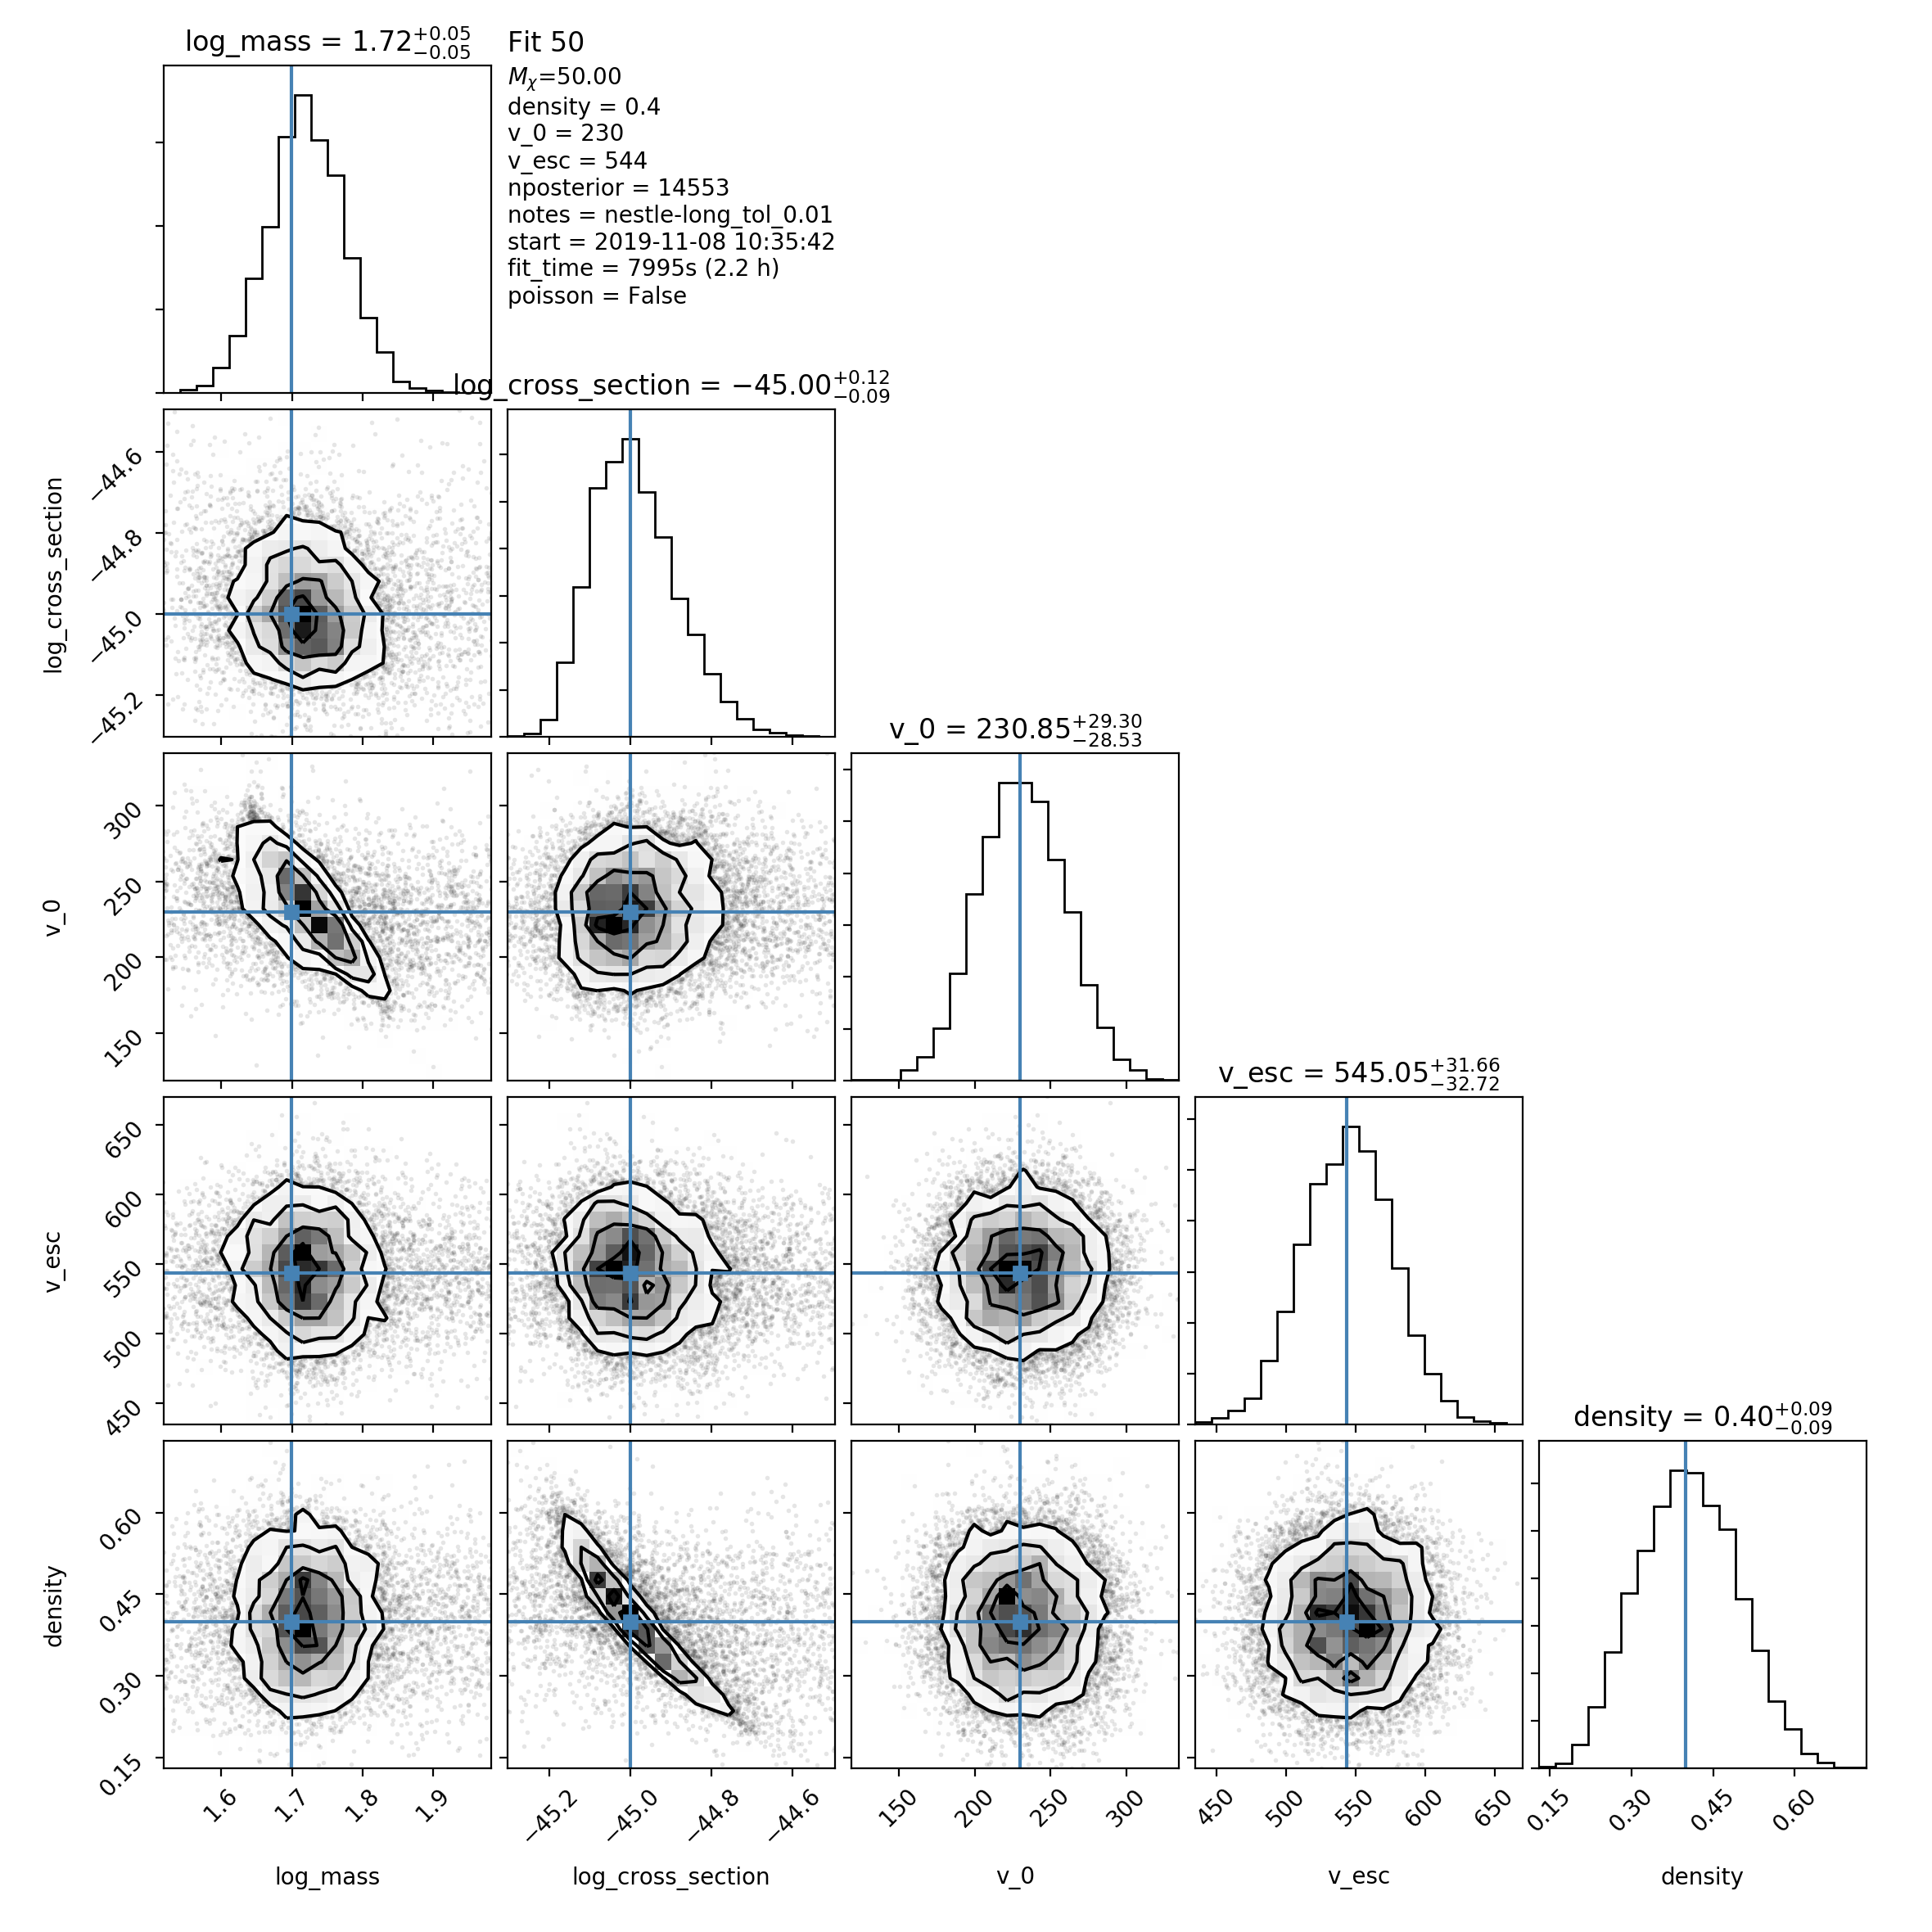 log_mass = 1.72+0.05 −0.05
Fit 50
Mχ=50.00
density = 0.4
v_0 = 230
v_esc = 544
nposterior = 14553
notes = nestle-long_tol_0.01
start = 2019-11-08 10:35:42
fit_time = 7995s (2.2 h)
poisson = False
log_cross_section = −45.00+0.12 −0.09
log_cross_section
−44.6
−44.8
−45.0
−45.2
v_0 = 230.85+29.30 −28.53
v_0
300
250
200
150
v_esc = 545.05+31.66 −32.72
v_esc
650
600
550
500
450
density = 0.40+0.09 −0.09
density
0.60
0.45
0.30
0.15
1.6 1.7 1.8 1.9
−45.2 −45.0 −44.8 −44.6
150 200 250 300
450 500 550 600 650
0.15 0.30 0.45 0.60
log_mass
log_cross_section
v_0
v_esc
density